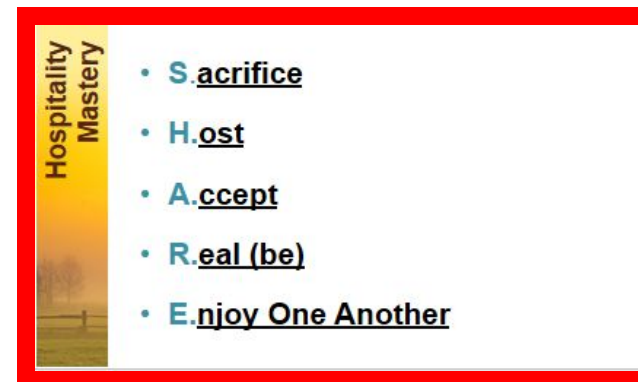 Hospitality
Mastery
• S.acrifice
• H.ost
• A.ccept
• R.eal (be)
• E.njoy One Another